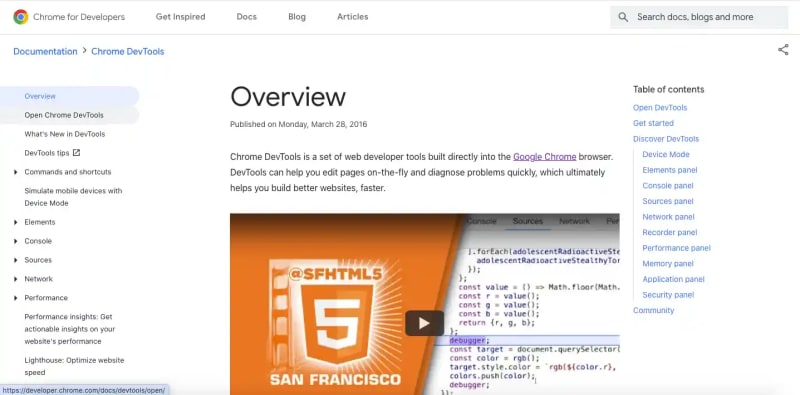 Chrome for Developers
Get Inspired
Docs
Blog
Articles
Search docs, blogs and more
Documentation > Chrome DevTools
Overview
Open Chrome DevTools
What's New in DevTools
DevTools tips
Commands and shortcuts
Simulate mobile devices with
Device Mode
Elements
Console
Sources
Network
Performance
Performance insights: Get
actionable insights on your
website's performance
Lighthouse: Optimize website
speed
https://developer.chrome.com/docs/devtools/open/
Overview
Published on Monday, March 28, 2016
Chrome DevTools is a set of web developer tools built directly into the Google Chrome browser.
DevTools can help you edit pages on-the-fly and diagnose problems quickly, which ultimately
helps you build better websites, faster.
@SFHTML5
5
SAN FRANCISCO
Console Sources Network Performance
].forEach(adolescentRadioactiveSte
adolescentRadioactiveStealthyTor
});
const value = () => Math.floor(Math.
const r = value();
const g = value();
const b = value();
return {r, g, b};
};
debugger;
const target = document.querySelector(
const color = rgb();
target.style.color = `rgb(${color.r},
colors.push(color);
debugger;
Table of contents
Open DevTools
Get started
Discover DevTools
Device Mode
Elements panel
Console panel
Sources panel
Network panel
Recorder panel
Performance panel
Memory panel
Application panel
Security panel
Community